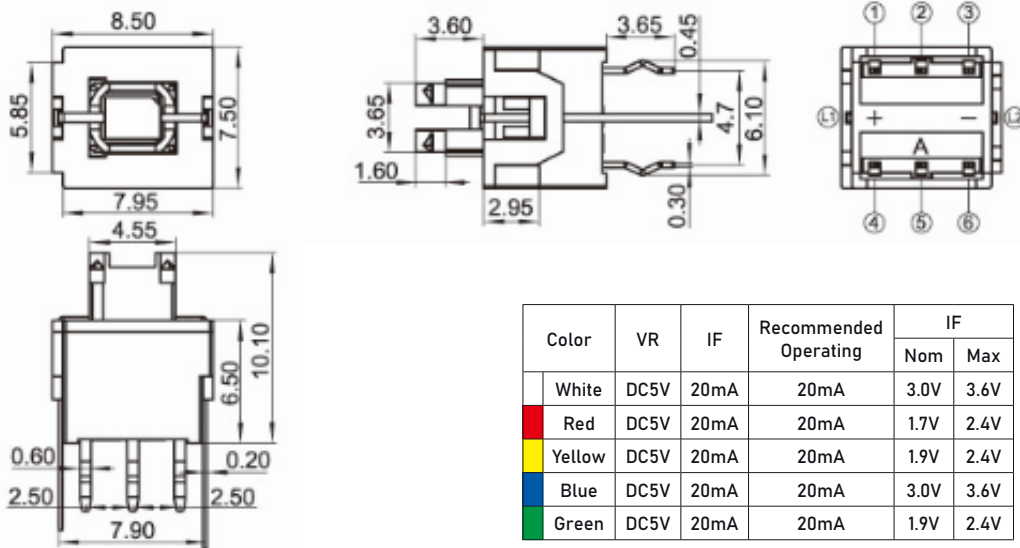 8.50
5.85
7.50
7.95
3.60
3.65
0.45
3.65
4.7
6.10
1.60
2.95
0.30
① ② ③
L1 + − L2
A
④ ⑤ ⑥
4.55
10.10
6.50
0.60
0.20
2.50
2.50
7.90
Color VR IF Recommended Operating IF
Nom Max
White DC5V 20mA 20mA 3.0V 3.6V
Red DC5V 20mA 20mA 1.7V 2.4V
Yellow DC5V 20mA 20mA 1.9V 2.4V
Blue DC5V 20mA 20mA 3.0V 3.6V
Green DC5V 20mA 20mA 1.9V 2.4V